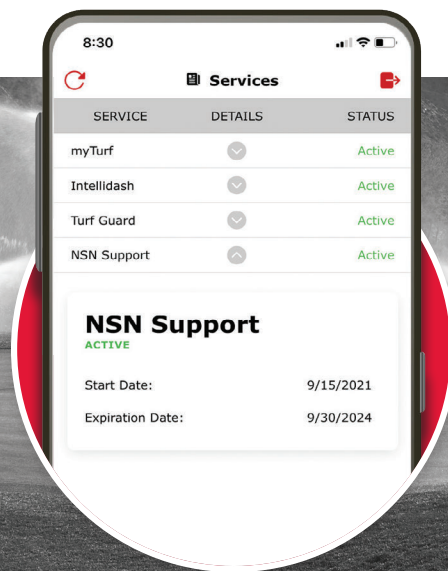 8:30
Services
SERVICE DETAILS STATUS
myTurf Active
Intellidash Active
Turf Guard Active
NSN Support Active
NSN Support
ACTIVE
Start Date: 9/15/2021
Expiration Date: 9/30/2024